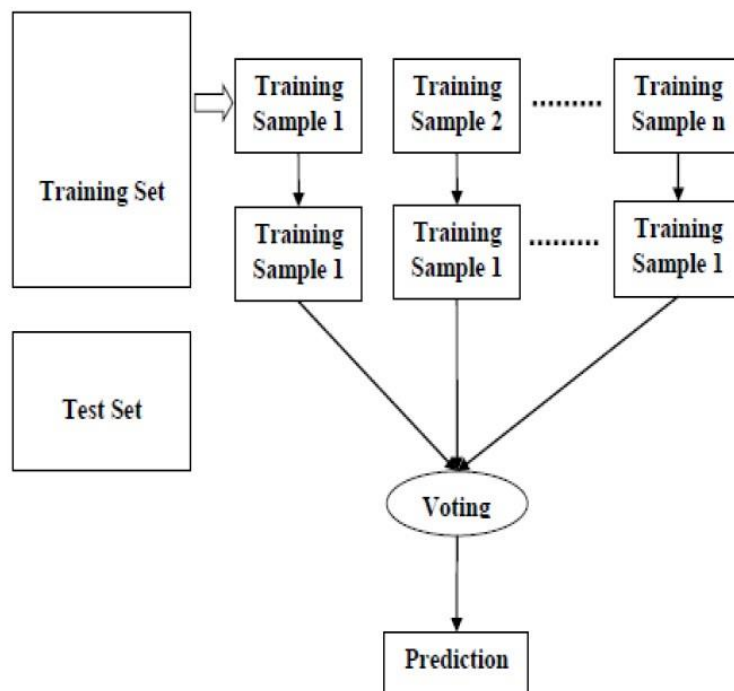 Training
Sample 1
Training
Sample 2
.........
Training
Sample n
Training Set
Training
Sample 1
Training
Sample 1
.........
Training
Sample 1
Test Set
Voting
Prediction